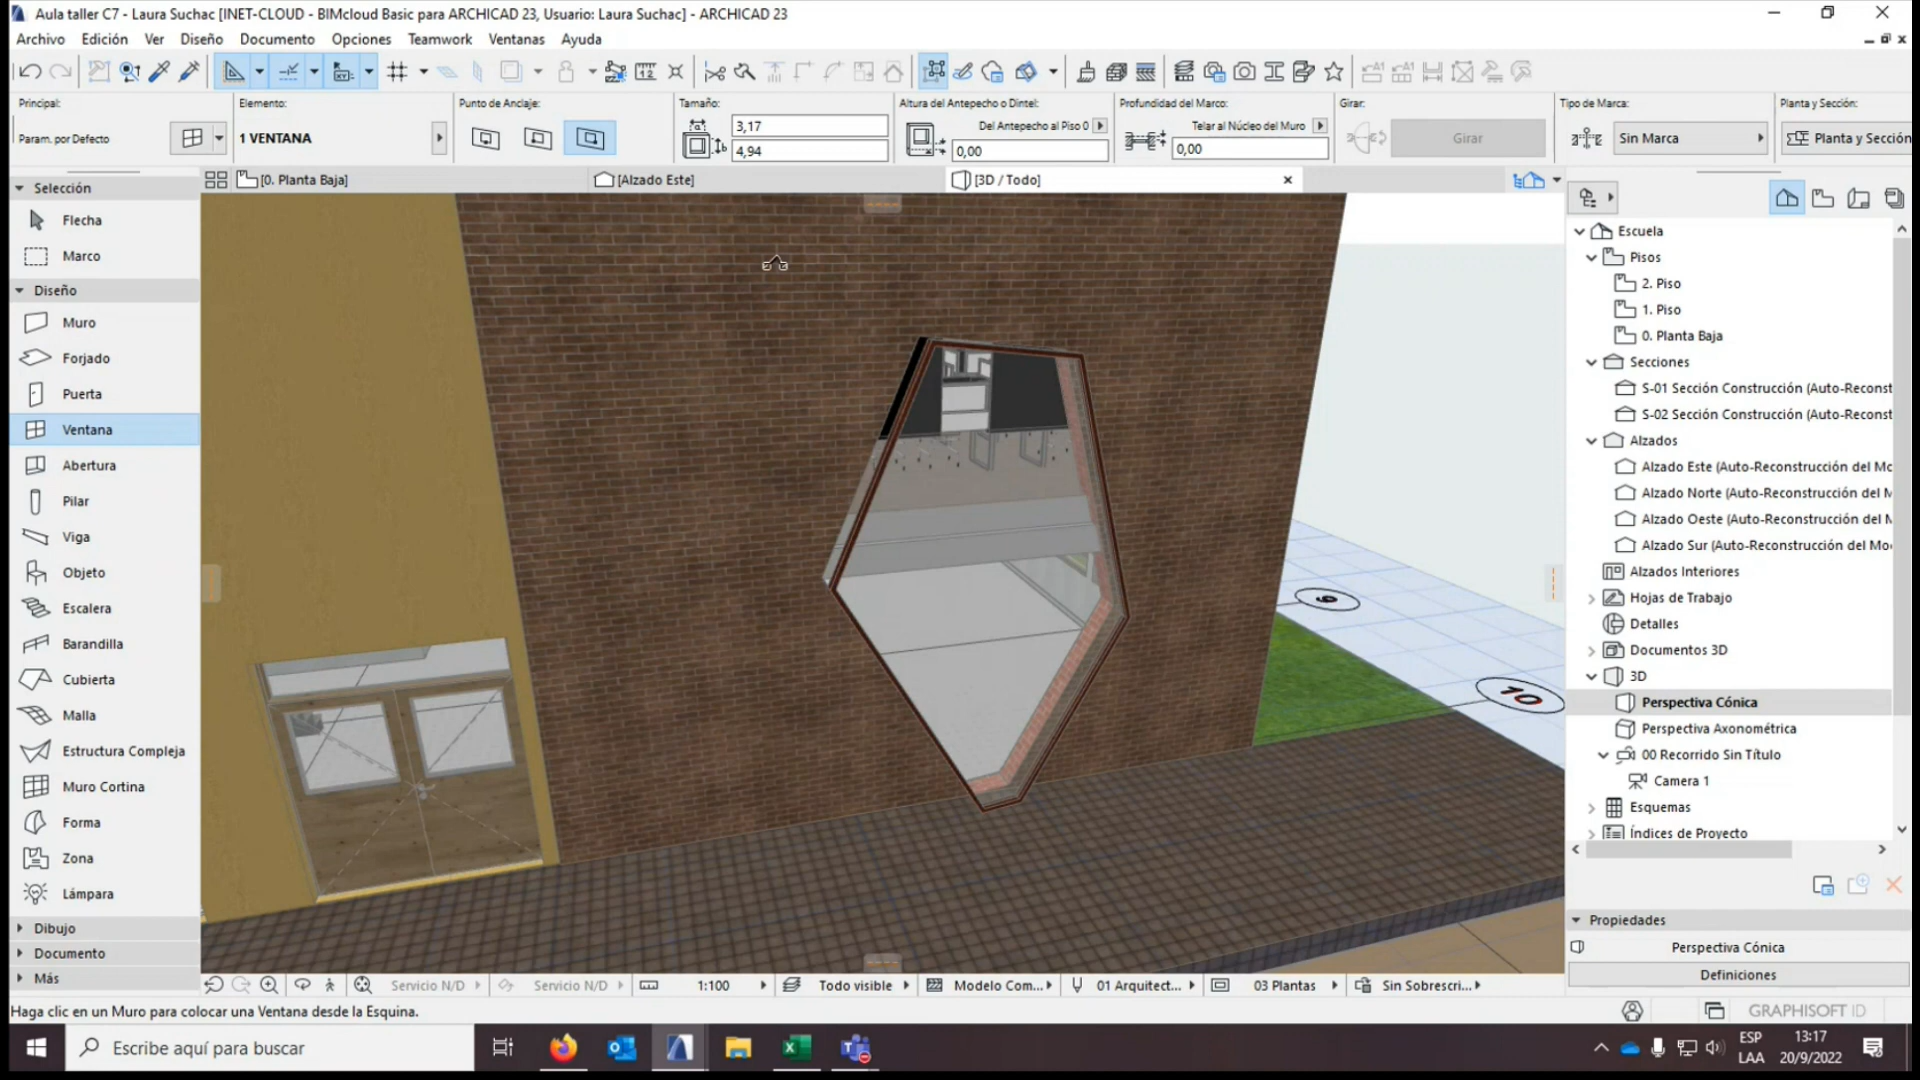 Aula taller C7 - Laura Suchac [INET-CLOUD - BIMcloud Basic para ARCHICAD 23, Usuario: Laura Suchac] - ARCHICAD 23
Archivo Edición Ver Diseño Documento Opciones Teamwork Ventanas Ayuda
Principal: Elemento: Punto de Anclaje: Tamaño: Altura del Antepecho o Dintel: Profundidad del Marco: Girar: Tipo de Marca: Planta y Sección:
3,17 Del Antepecho al Piso 0 Telar al Núcleo del Muro
Param. por Defecto 1 VENTANA Girar Sin Marca Planta y Sección
4,94 0,00 0,00
[0. Planta Baja] [Alzado Este] [3D / Todo]
Selección
Flecha
Marco
Diseño
Muro
Forjado
Puerta
Ventana
Abertura
Pilar
Viga
Objeto
Escalera
Barandilla
Cubierta
Malla
Estructura Compleja
Muro Cortina
Forma
Zona
Lámpara
Dibujo
Documento
Más
9
10
Escuela
Pisos
2. Piso
1. Piso
0. Planta Baja
Secciones
S-01 Sección Construcción (Auto-Reconst
S-02 Sección Construcción (Auto-Reconst
Alzados
Alzado Este (Auto-Reconstrucción del Mc
Alzado Norte (Auto-Reconstrucción del M
Alzado Oeste (Auto-Reconstrucción del M
Alzado Sur (Auto-Reconstrucción del Mo
Alzados Interiores
Hojas de Trabajo
Detalles
Documentos 3D
3D
Perspectiva Cónica
Perspectiva Axonométrica
00 Recorrido Sin Título
Camera 1
Esquemas
Índices de Proyecto
Propiedades
Perspectiva Cónica
Definiciones
Servicio N/D Servicio N/D 1:100 Todo visible Modelo Com... 01 Arquitect... 03 Plantas Sin Sobrescri...
Haga clic en un Muro para colocar una Ventana desde la Esquina.
GRAPHISOFT ID
Escribe aquí para buscar
ESP
LAA
13:17
20/9/2022